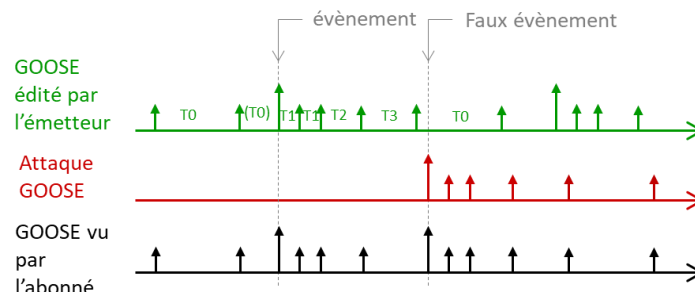 évènement
Faux évènement
GOOSE
édité par
l'émetteur
T0
(T0)
T1
T1
T2
T3
T0
Attaque
GOOSE
GOOSE vu
par
l'abonné